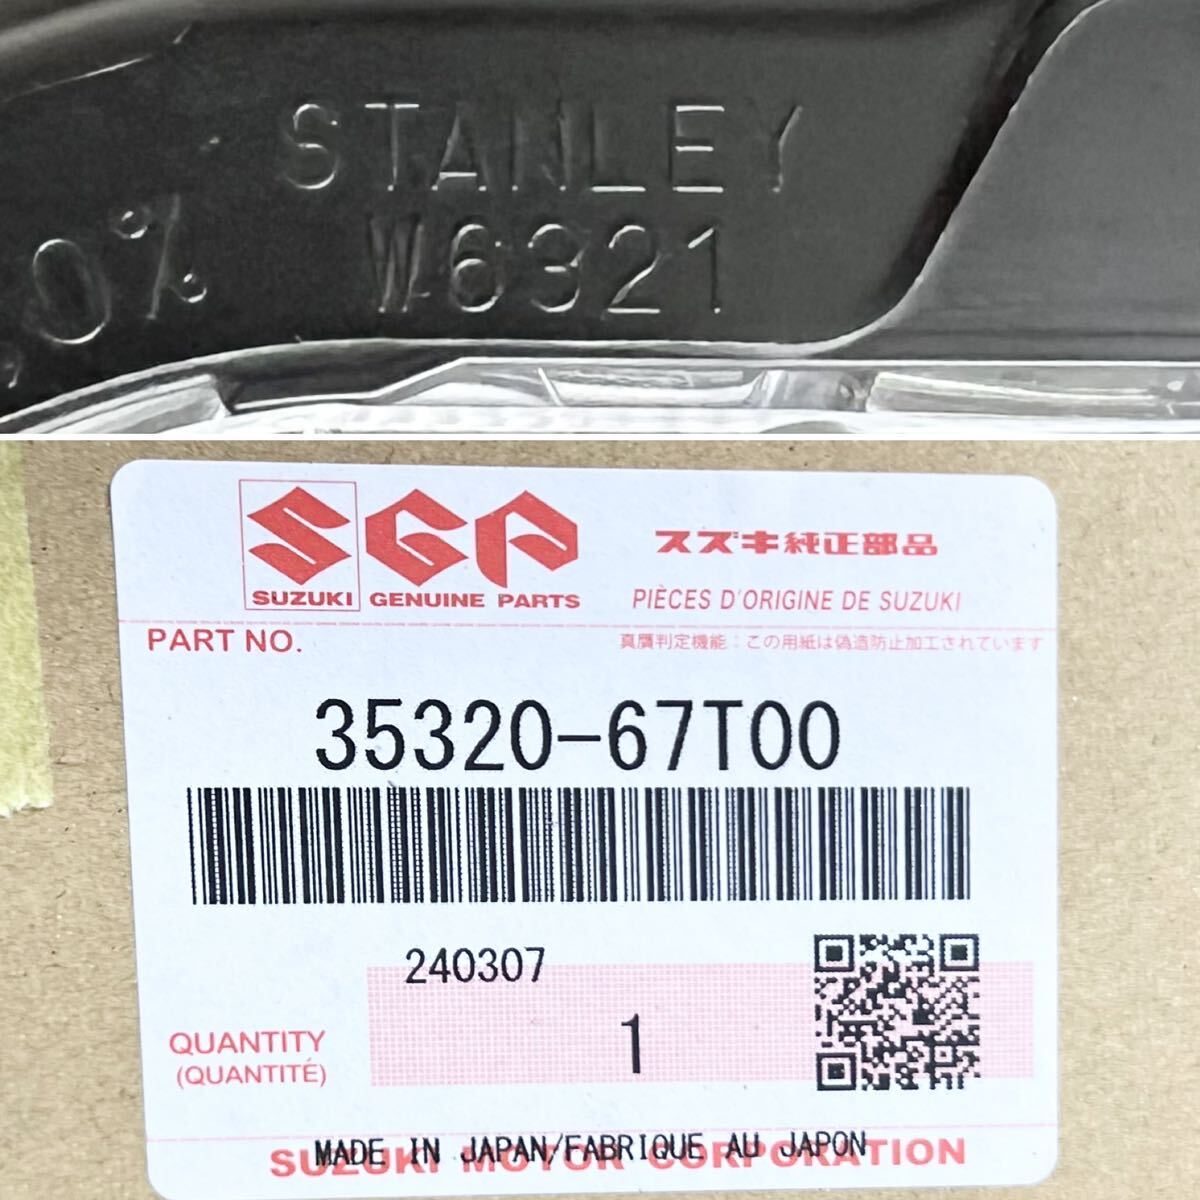 STANLEY
.0%
W6321
SGP
SUZUKI GENUINE PARTS
スズキ純正部品
PIÈCES D'ORIGINE DE SUZUKI
PART NO.
真贋判定機能：この用紙は偽造防止加工されています
35320-67T00
240307
QUANTITY
(QUANTITÉ)
1
MADE IN JAPAN/FABRIQUE AU JAPON
SUZUKI MOTOR CORPORATION